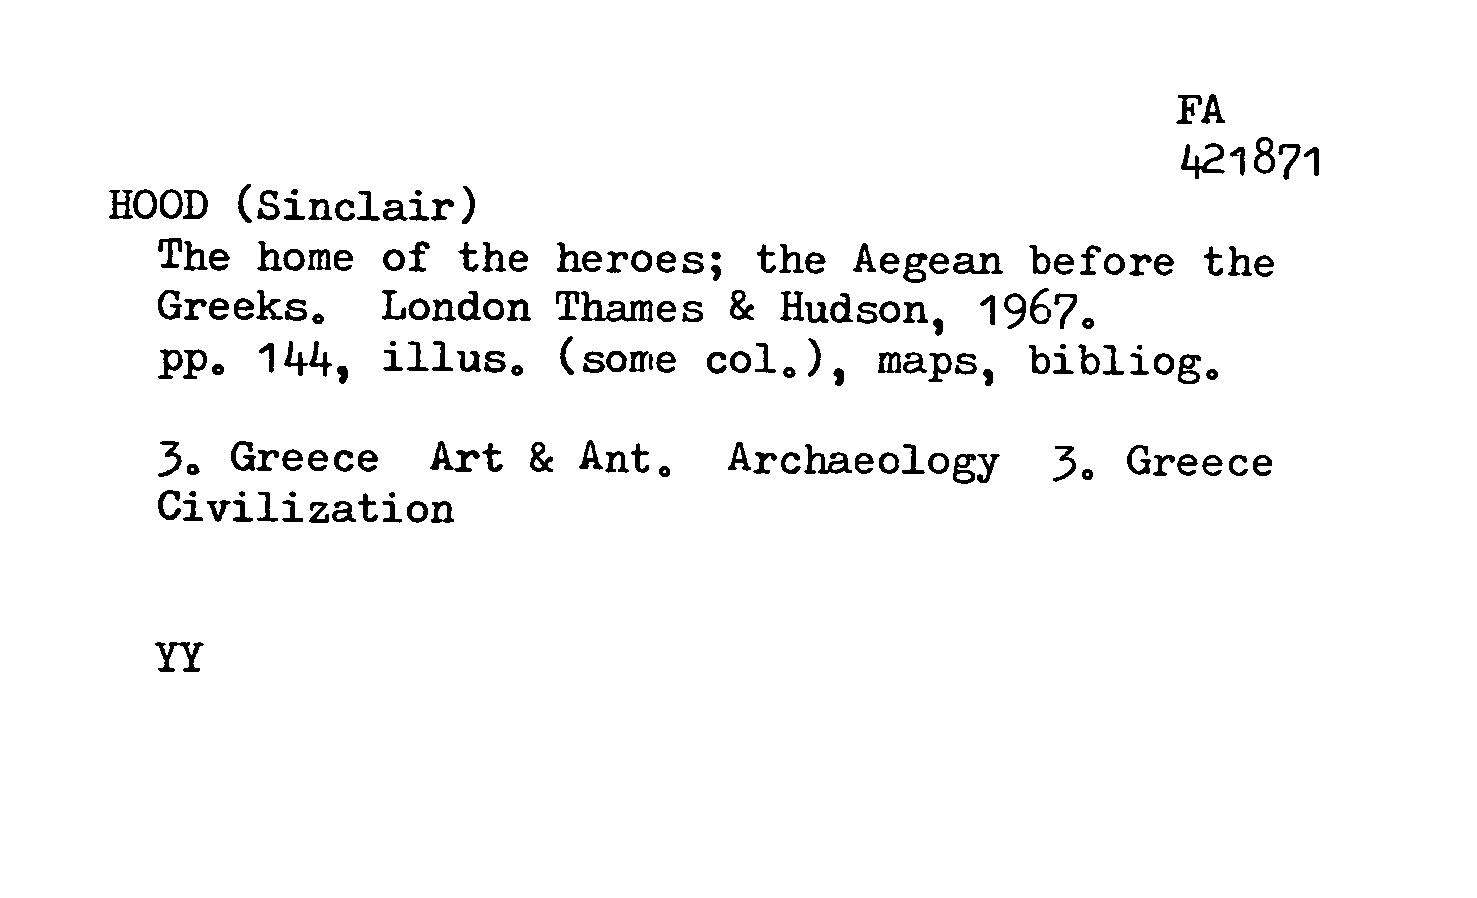 FA
421871
HOOD (Sinclair)
The home of the heroes; the Aegean before the
Greeks. London Thames & Hudson, 1967.
pp. 144, illus. (some col.), maps, bibliog.
3. Greece Art & Ant. Archaeology 3. Greece
Civilization
YY